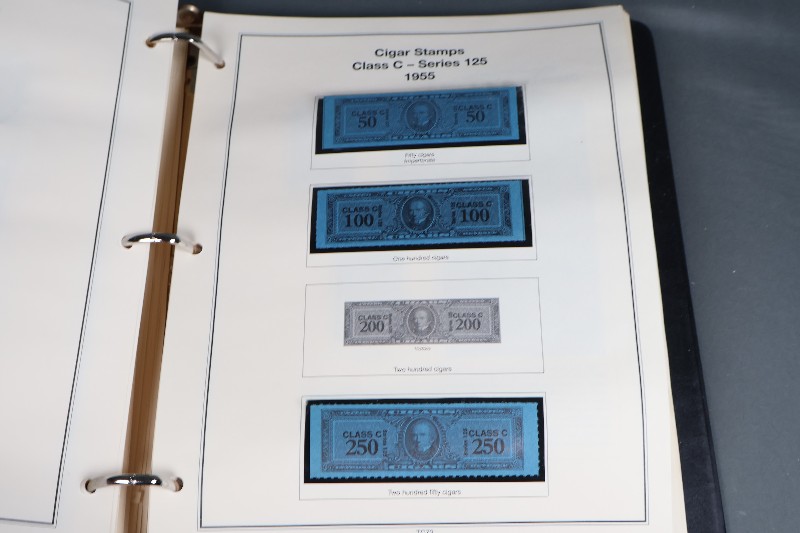 Cigar Stamps
Class C – Series 125
1955
CLASS C
50
CLASS C
50
Fifty cigars
Imperforate
CLASS C
100
CLASS C
100
One hundred cigars
CLASS C
200
CLASS C
200
Two hundred cigars
CLASS C
250
CLASS C
250
Two hundred fifty cigars